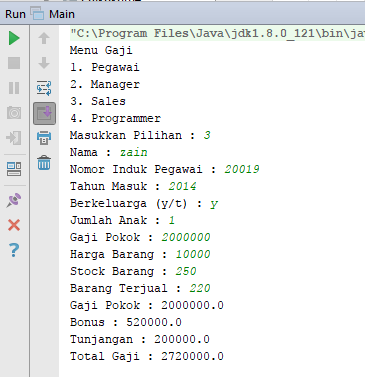 Run Main
"C:\Program Files\Java\jdk1.8.0_121\bin\jav
Menu Gaji
1. Pegawai
2. Manager
3. Sales
4. Programmer
Masukkan Pilihan : 3
Nama : zain
Nomor Induk Pegawai : 20019
Tahun Masuk : 2014
Berkeluarga (y/t) : y
Jumlah Anak : 1
Gaji Pokok : 2000000
Harga Barang : 10000
Stock Barang : 250
Barang Terjual : 220
Gaji Pokok : 2000000.0
Bonus : 520000.0
Tunjangan : 200000.0
Total Gaji : 2720000.0